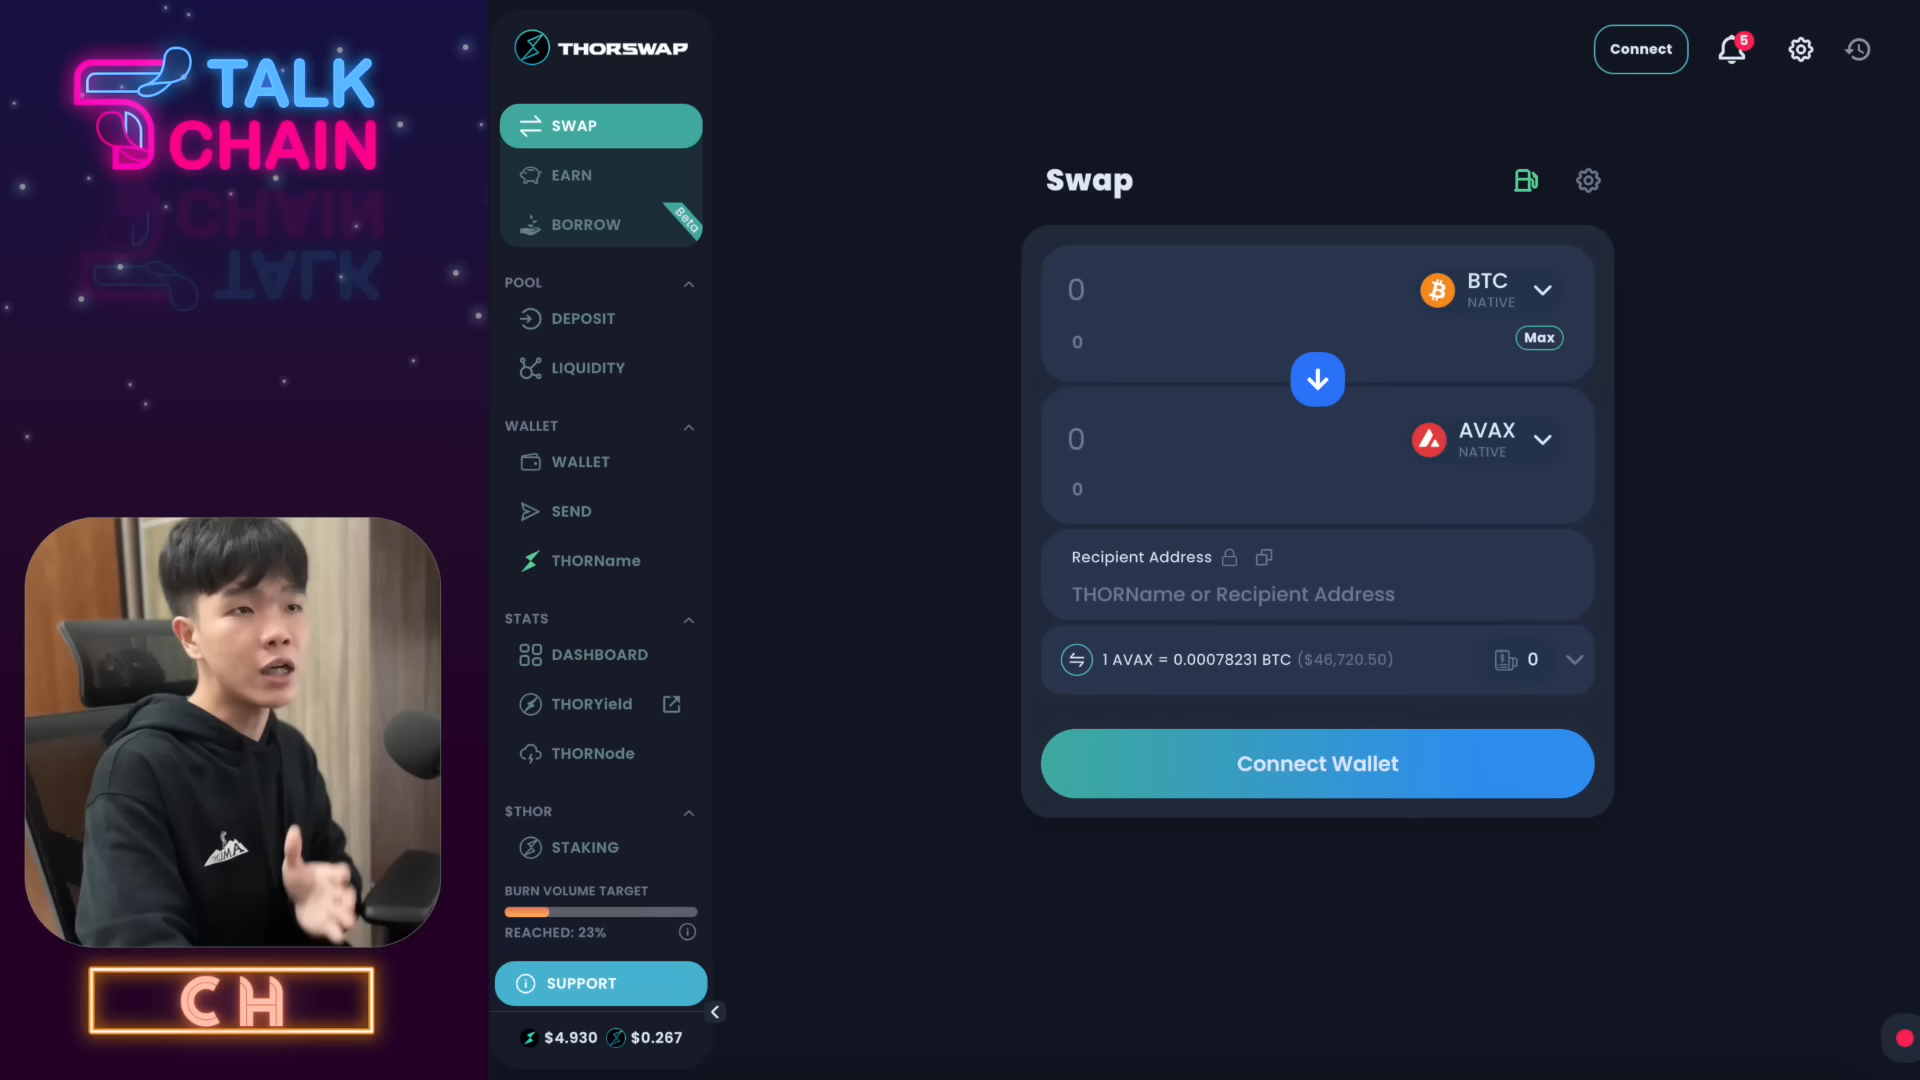 TALK
CHAIN
CH
THORSWAP
SWAP
EARN
BORROW
Beta
POOL
DEPOSIT
LIQUIDITY
WALLET
WALLET
SEND
THORName
STATS
DASHBOARD
THORYield
THORNode
$THOR
STAKING
BURN VOLUME TARGET
REACHED: 23%
SUPPORT
$4.930 $0.267
Connect
5
Swap
0
BTC
NATIVE
0
Max
0
AVAX
NATIVE
0
Recipient Address
THORName or Recipient Address
1 AVAX = 0.00078231 BTC ($46,720.50)
0
Connect Wallet